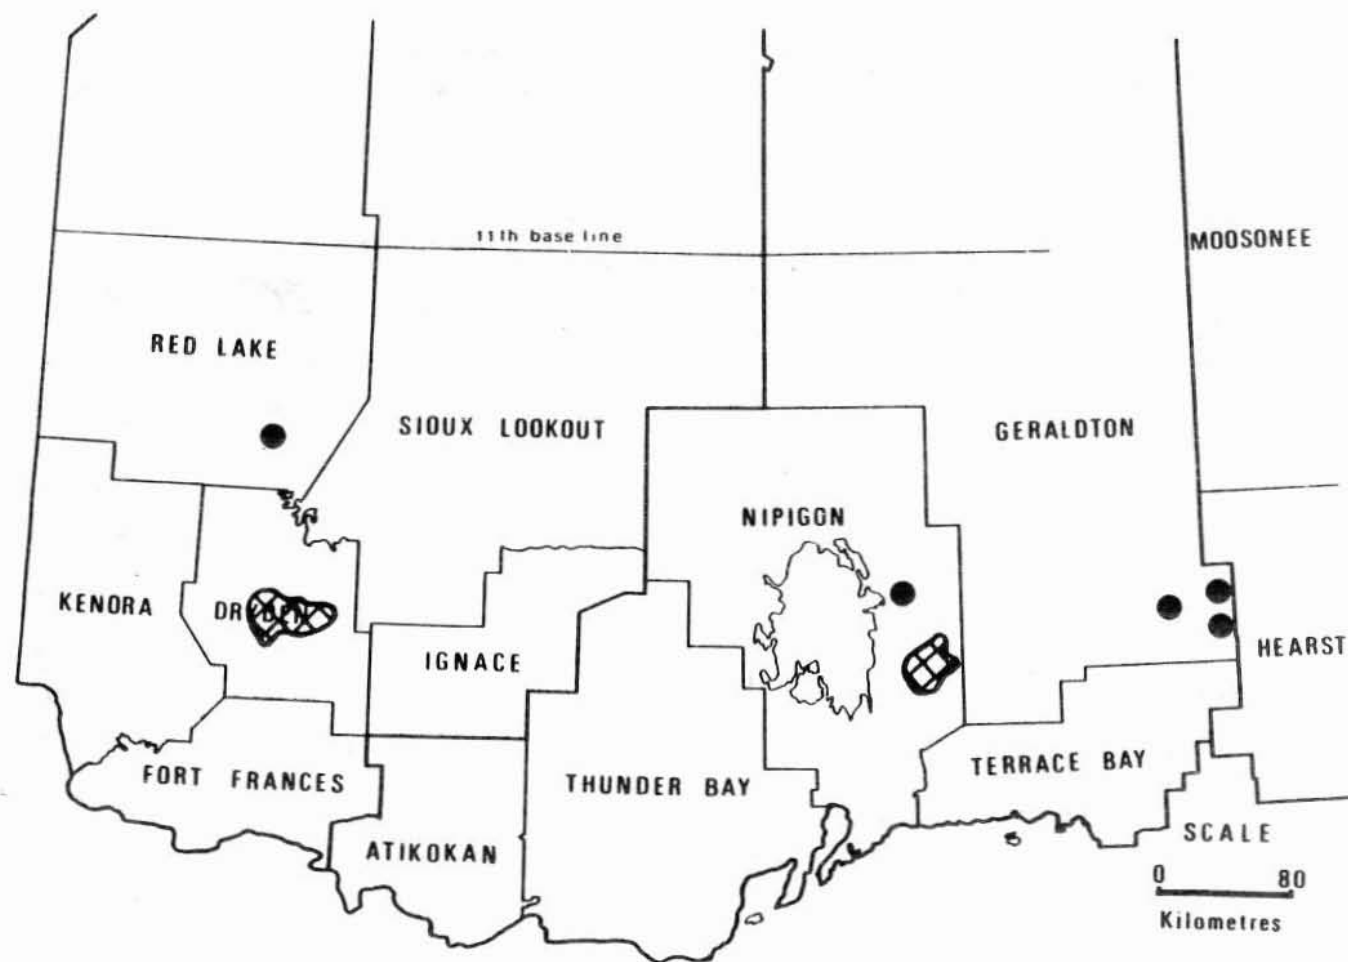 11th base line
MOOSONEE
RED LAKE
SIOUX LOOKOUT
GERALDTON
NIPIGON
KENORA
DRYDEN
IGNACE
HEARST
FORT FRANCES
THUNDER BAY
TERRACE BAY
ATIKOKAN
SCALE
0 80
Kilometres